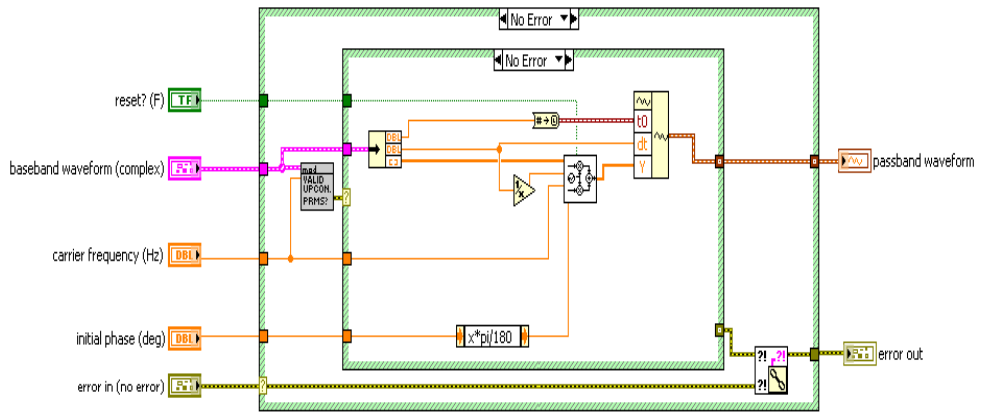 No Error
No Error
reset? (F)
TF
baseband waveform (complex)
mod
VALID
UPCON.
PRMS?
DBL
DBL
t0
dt
Y
passband waveform
1/x
?
carrier frequency (Hz)
DBL
initial phase (deg)
DBL
x*pi/180
error in (no error)
?
?!
?!
?!
error out